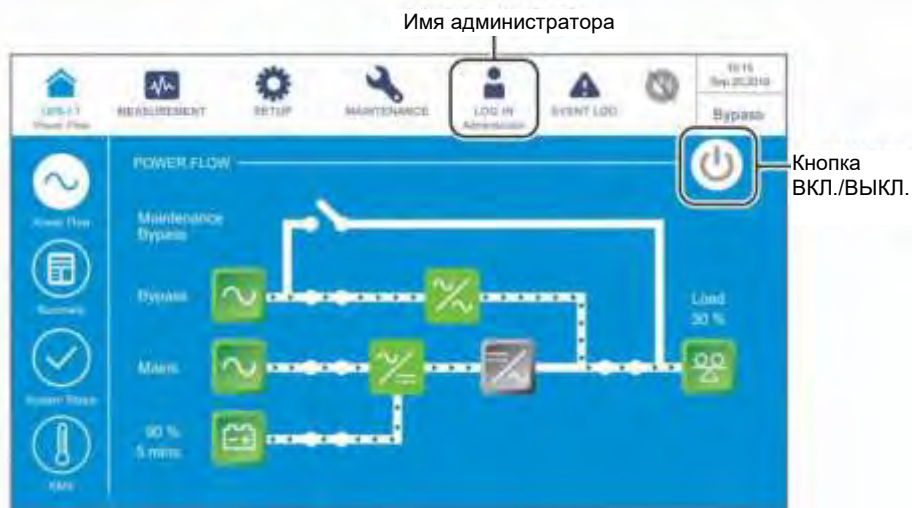 Имя администратора
10:15
Sep 20,2018
UPS-1.1
Power Flow
MEASUREMENT
SETUP
MAINTENANCE
LOG IN
Administrator
EVENT LOG
Bypass
POWER FLOW
Кнопка
ВКЛ./ВЫКЛ.
Power Flow
Maintenance
Bypass
Summary
Bypass
Load
30 %
Mains
System Status
90 %
5 mins